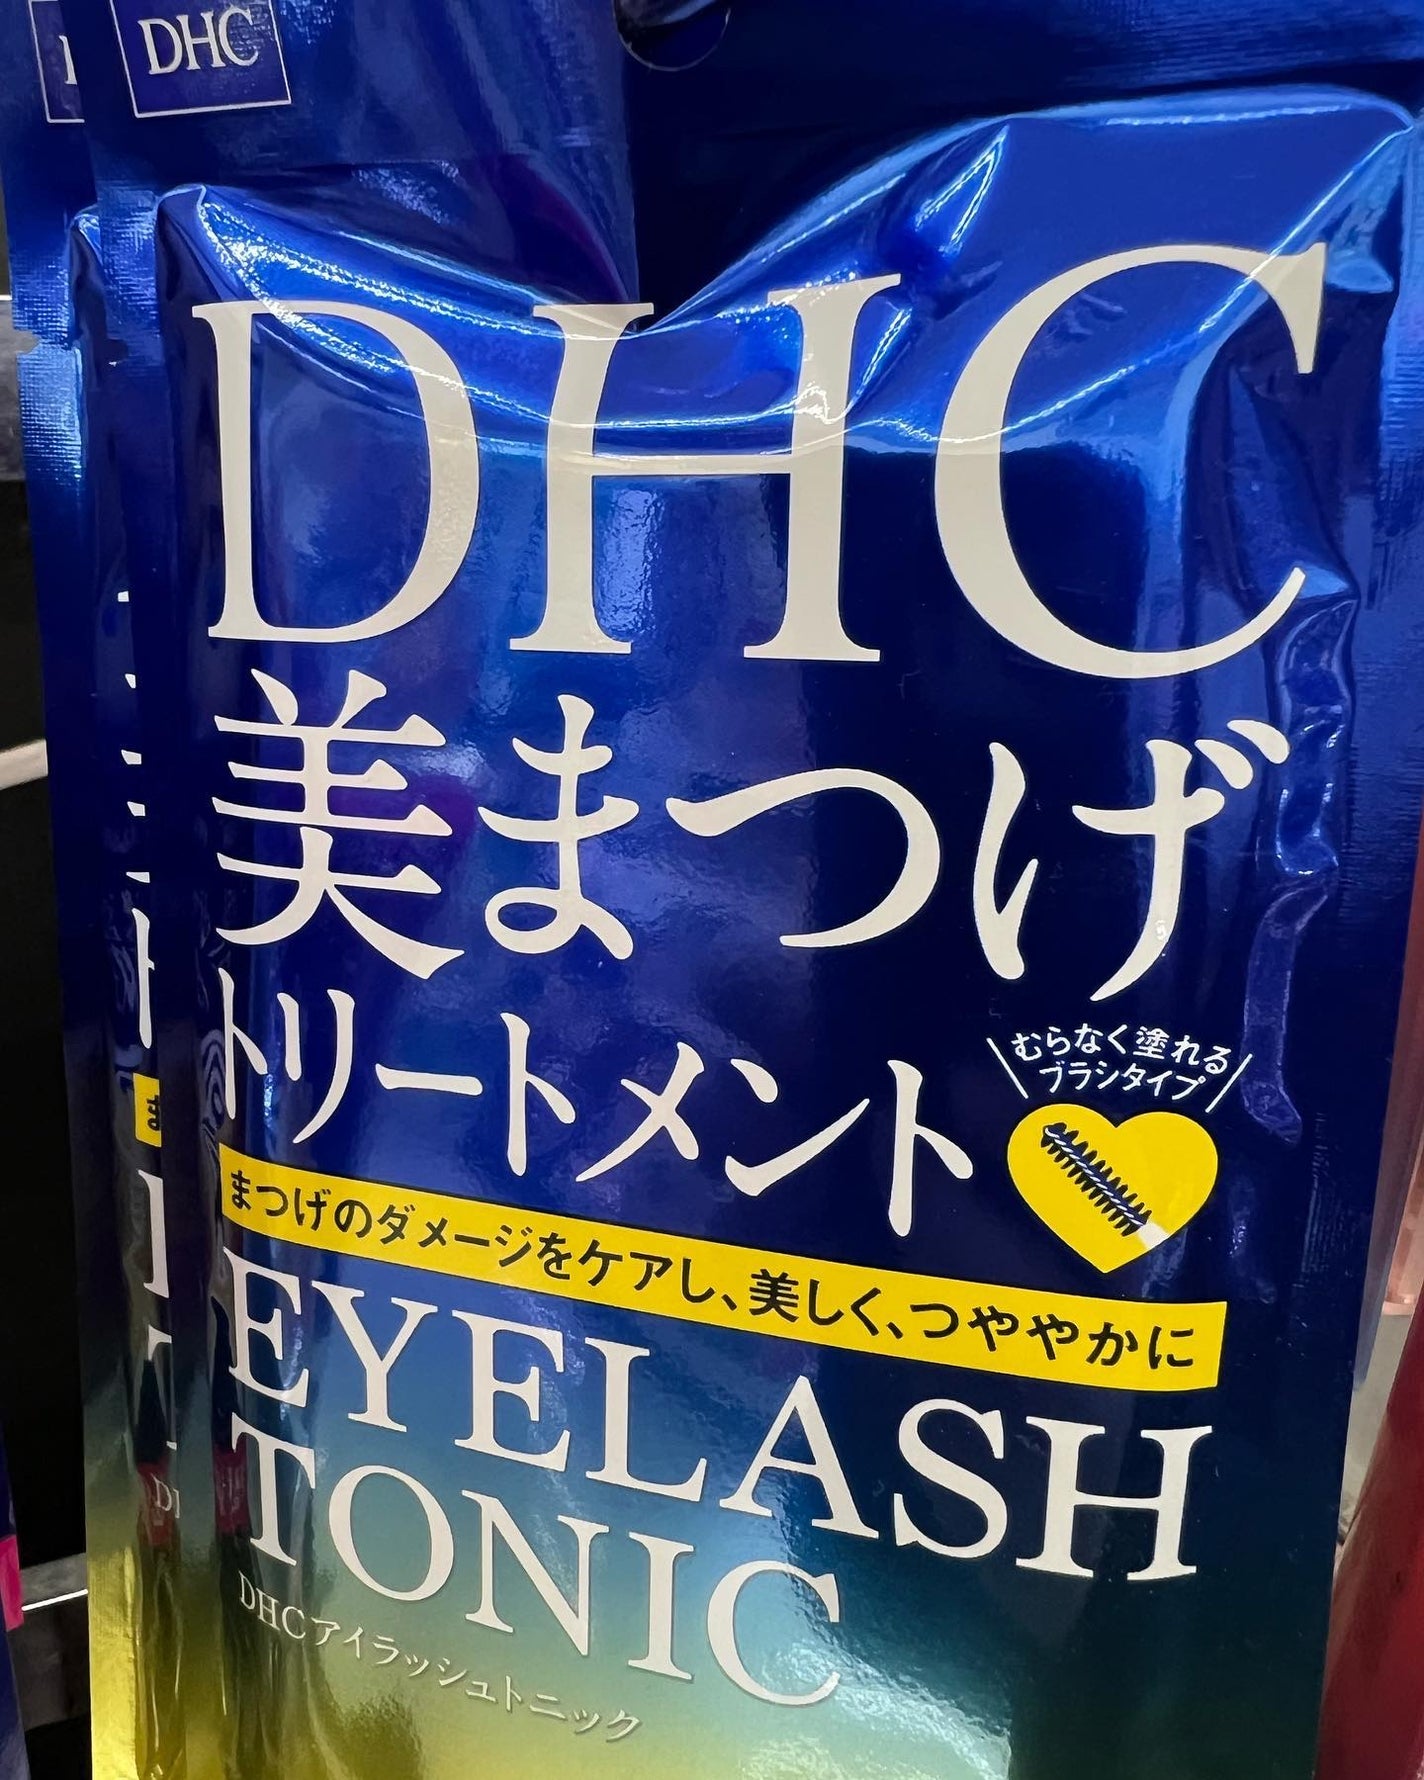 DHC
DHC
美まつげ
トリートメント
むらなく塗れる
ブラシタイプ
まつげのダメージをケアし、美しく、つややかに
EYELASH
TONIC
DHCアイラッシュトニック